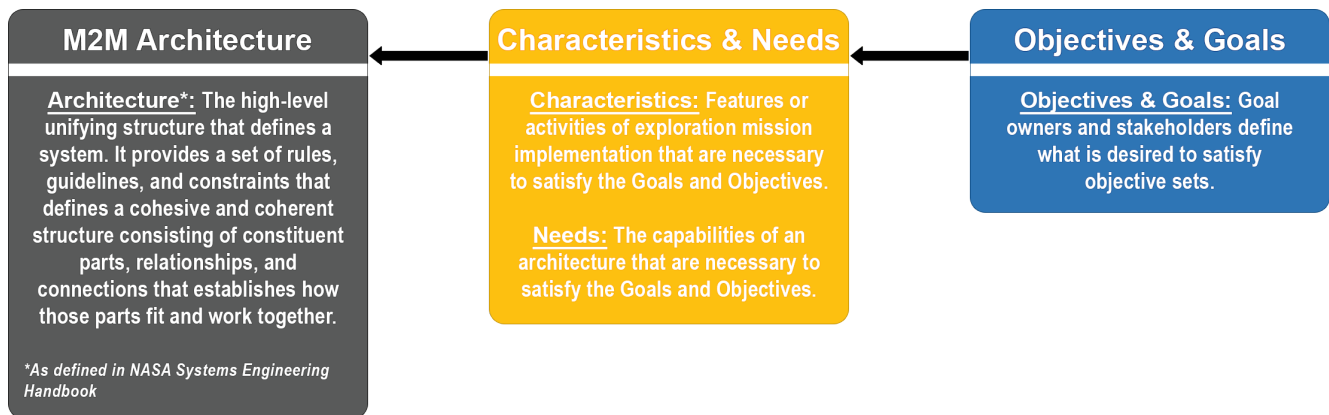 M2M Architecture
Architecture*: The high-level
unifying structure that defines a
system. It provides a set of rules,
guidelines, and constraints that
defines a cohesive and coherent
structure consisting of constituent
parts, relationships, and
connections that establishes how
those parts fit and work together.
*As defined in NASA Systems Engineering
Handbook
Characteristics & Needs
Characteristics: Features or
activities of exploration mission
implementation that are necessary
to satisfy the Goals and Objectives.
Needs: The capabilities of an
architecture that are necessary to
satisfy the Goals and Objectives.
Objectives & Goals
Objectives & Goals: Goal
owners and stakeholders define
what is desired to satisfy
objective sets.